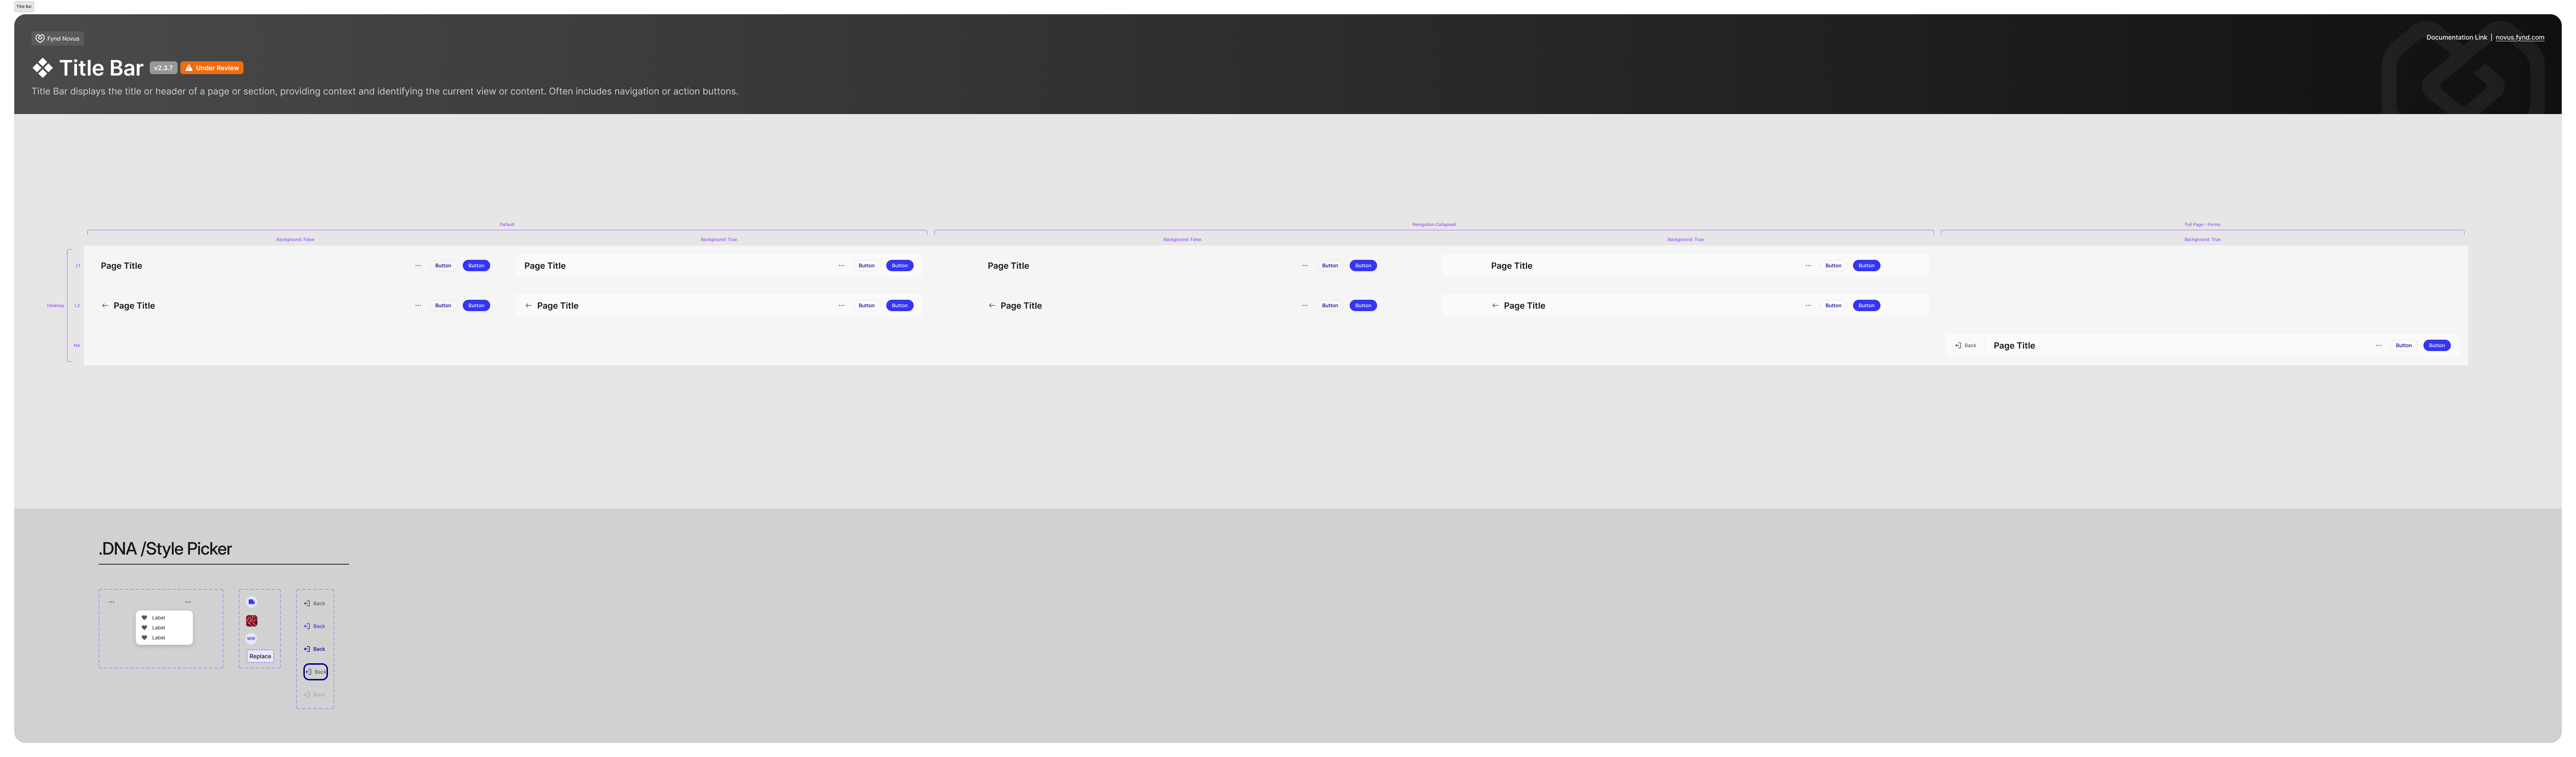 Title Bar
Fynd Novus
Documentation Link | novus.fynd.com
Title Bar v2.3.7 Under Review
Title Bar displays the title or header of a page or section, providing context and identifying the current view or content. Often includes navigation or action buttons.
Default Navigation Collapsed Full Page - Forms
Background: False Background: True Background: False Background: True Background: True
L1 Page Title Button Button Page Title Button Button Page Title Button Button Page Title Button Button
Desktop L2 Page Title Button Button Page Title Button Button Page Title Button Button Page Title Button Button
NA Back Page Title Button Button
.DNA /Style Picker
Label
Label
Label
WW
Replace
Back
Back
Back
Back
Back